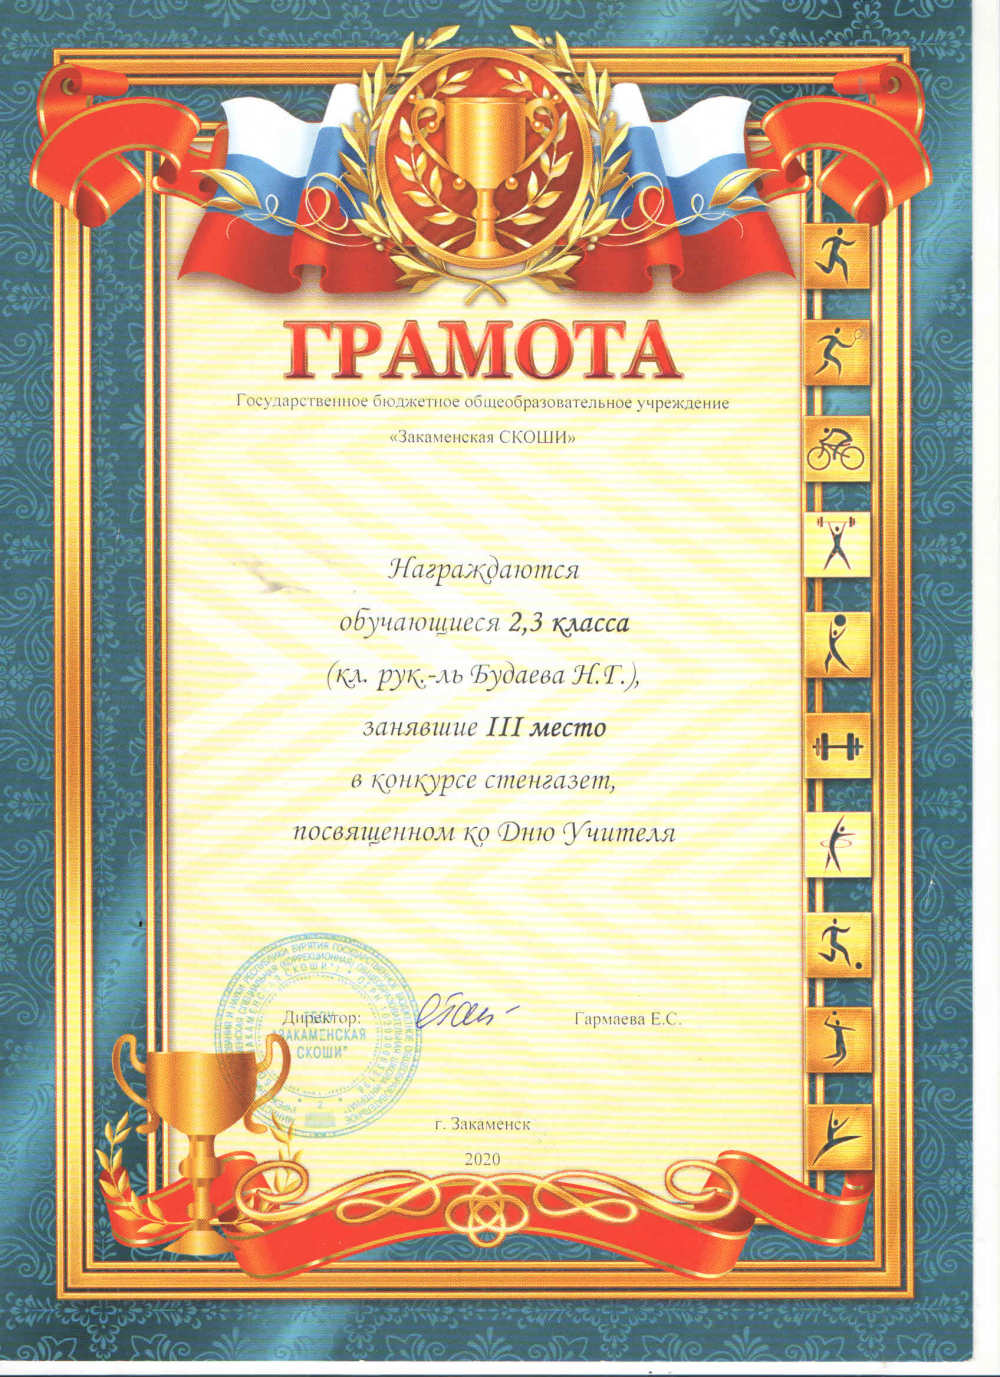 ГРАМОТА
Государственное бюджетное общеобразовательное учреждение
«Закаменская СКОШИ»
Награждаются
обучающиеся 2,3 класса
(кл. рук.-ль Будаева Н.Г.),
занявшие III место
в конкурсе стенгазет,
посвященном ко Дню Учителя
Директор:
Гармаева Е.С.
"ЗАКАМЕНСКАЯ
СКОШИ"
г. Закаменск
2020